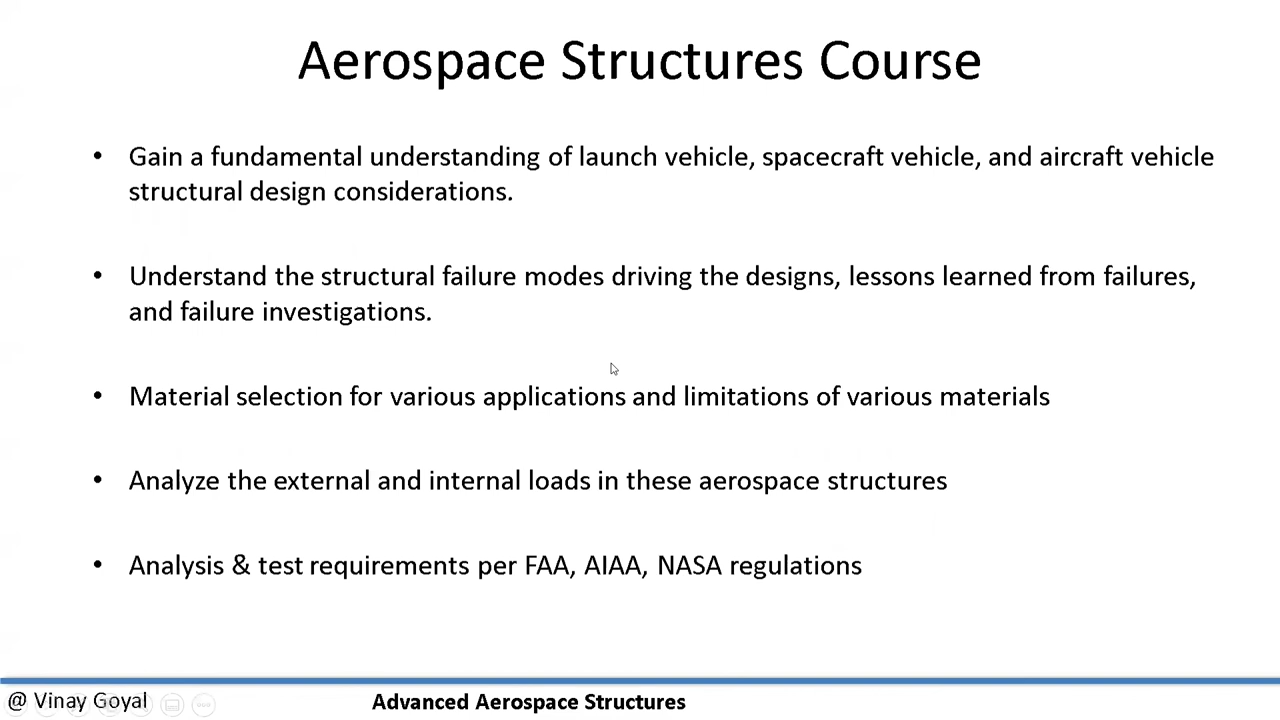 Aerospace Structures Course
• Gain a fundamental understanding of launch vehicle, spacecraft vehicle, and aircraft vehicle
structural design considerations.
• Understand the structural failure modes driving the designs, lessons learned from failures,
and failure investigations.
• Material selection for various applications and limitations of various materials
• Analyze the external and internal loads in these aerospace structures
• Analysis & test requirements per FAA, AIAA, NASA regulations
@ Vinay Goyal
Advanced Aerospace Structures